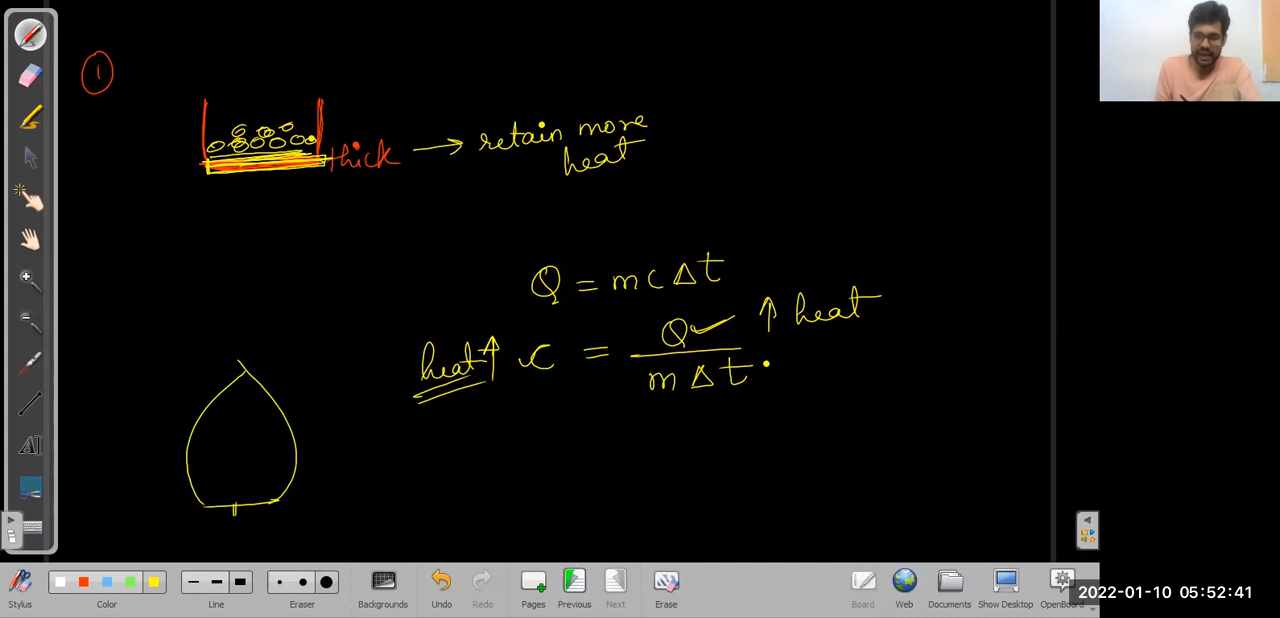 1
thick → retain more
heat
Q = mcΔt
heat↑ c = Q / mΔt ↑ heat
AI
Stylus
Color
Line
Eraser
Backgrounds
Undo
Redo
Pages
Previous
Next
Erase
Board
Web
Documents
Show Desktop
OpenBoard
2022-01-10 05:52:41